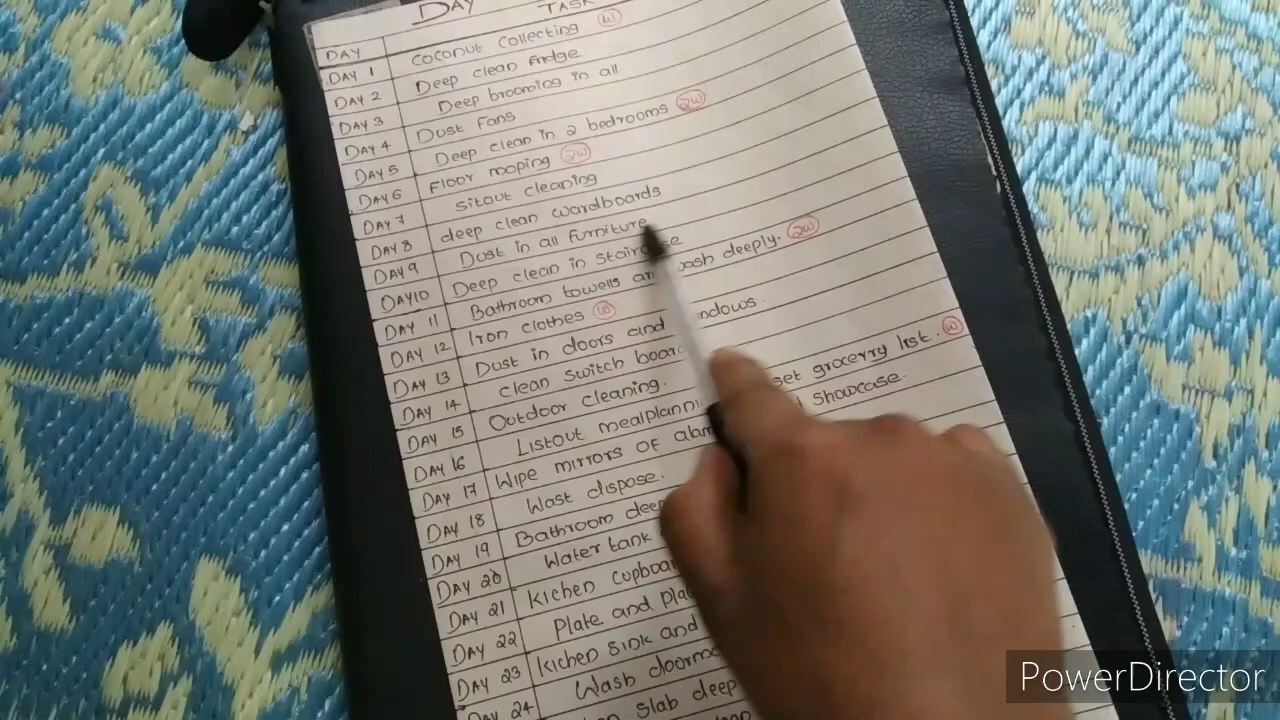 DAY
TASK
DAY
DAY 1 coconut collecting W
DAY 2 Deep clean fridge
DAY 3 Deep brooming in all
DAY 4 Dust Fans
DAY 5 Deep clean in 2 bedrooms 2W
DAY 6 Floor mopping 2W
DAY 7 Sitout cleaning
DAY 8 deep clean wardboards
DAY 9 Dust in all furniture
DAY10 Deep clean in staircase
DAY 11 Bathroom towells and wash deeply. 2W
DAY 12 Iron clothes W
DAY 13 Dust in doors and windows.
DAY 14 clean switch board
DAY 15 Outdoor cleaning.
DAY 16 Listout mealplanning set grocerry list. W
DAY 17 Wipe mirrors of showcase.
DAY 18 Wast dispose.
DAY 19 Bathroom deep
DAY 20 Water tank
DAY 21 kichen cupboard
DAY 22 Plate and
DAY 23 kichen sink and
DAY 24 Wash
slab deep
PowerDirector